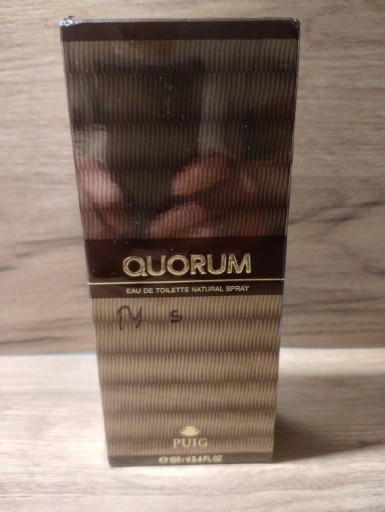 QUORUM
EAU DE TOILETTE NATURAL SPRAY
PUIG
℮ 100 ml 3.4 FL OZ